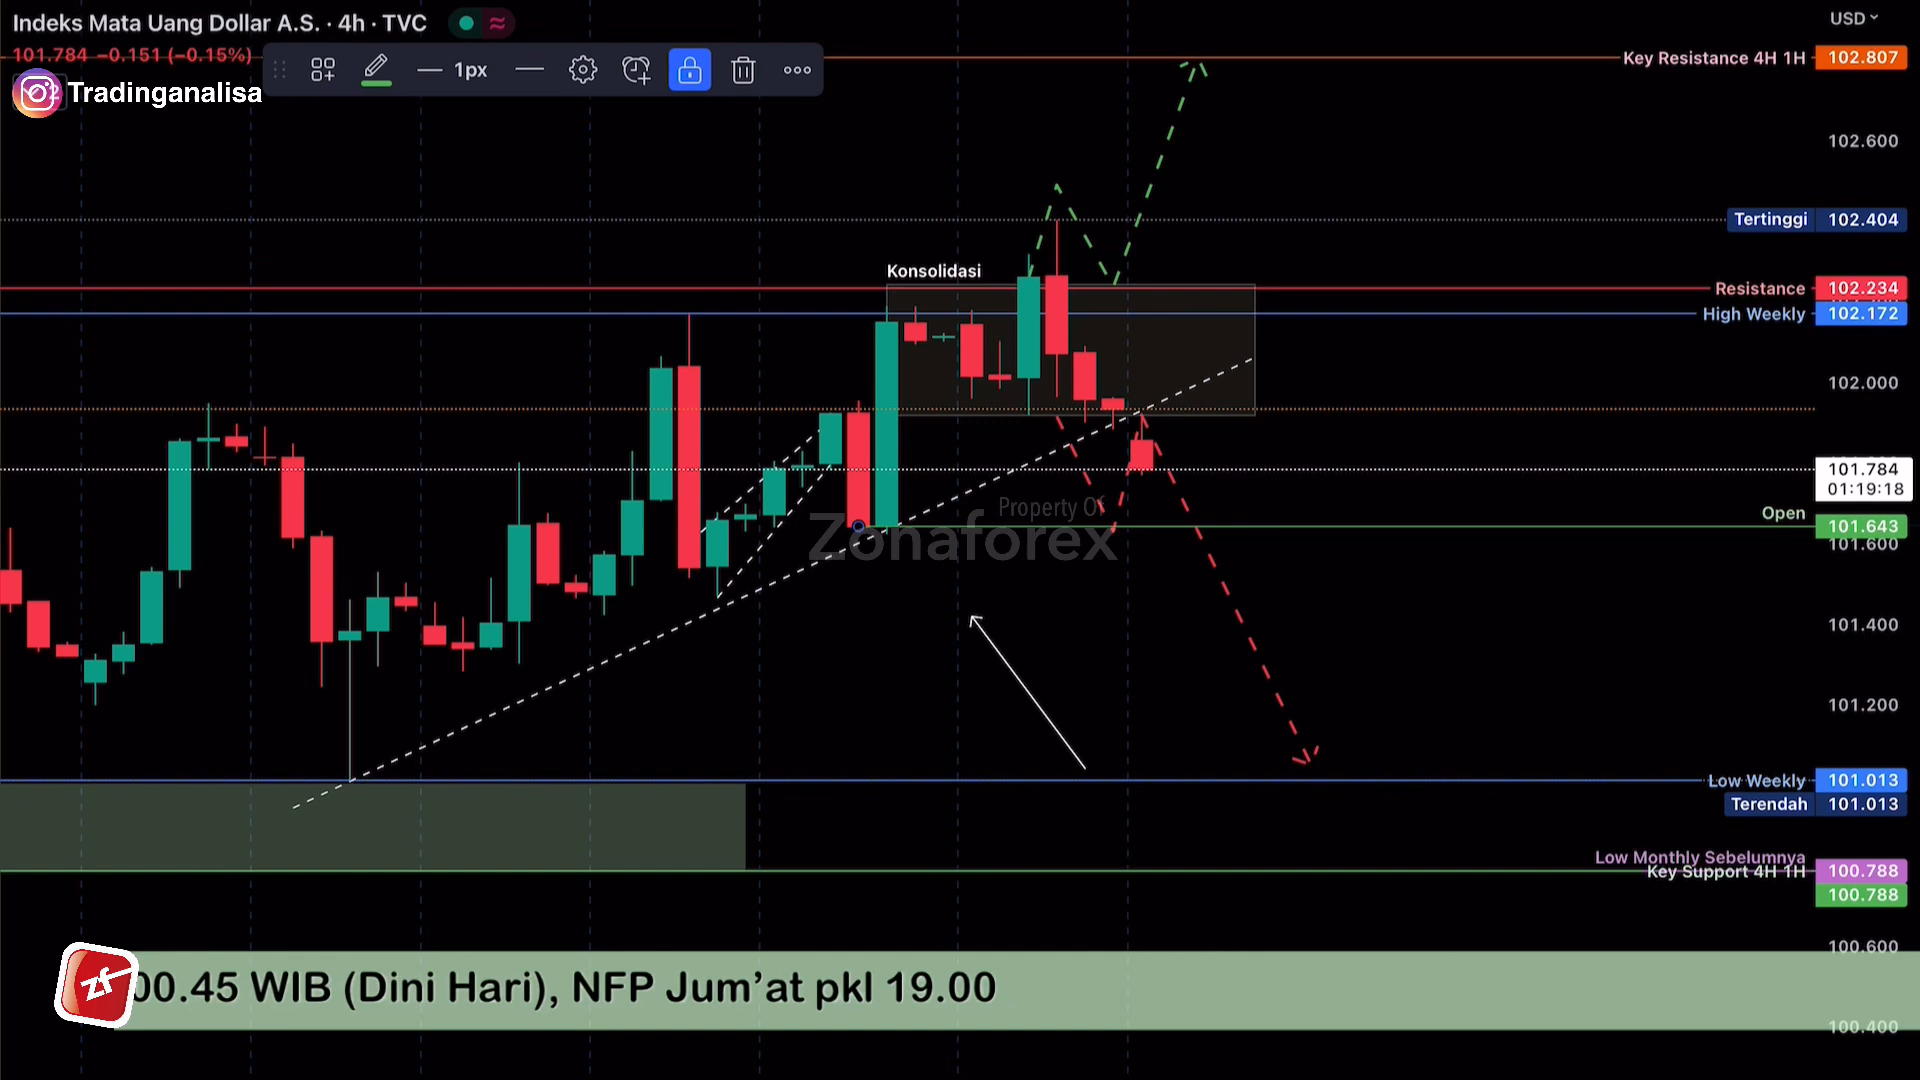 Indeks Mata Uang Dollar A.S. · 4h · TVC
101.784 −0.151 (−0.15%)
1px
Tradinganalisa
USD
Key Resistance 4H 1H 102.807
102.600
Tertinggi 102.404
Konsolidasi
Resistance 102.234
High Weekly 102.172
102.000
101.784
01:19:18
Property Of
Zonaforex
Open 101.643
101.600
101.400
101.200
Low Weekly 101.013
Terendah 101.013
Low Monthly Sebelumnya 100.788
Key Support 4H 1H 100.788
100.600
zf
00.45 WIB (Dini Hari), NFP Jum’at pkl 19.00
100.400